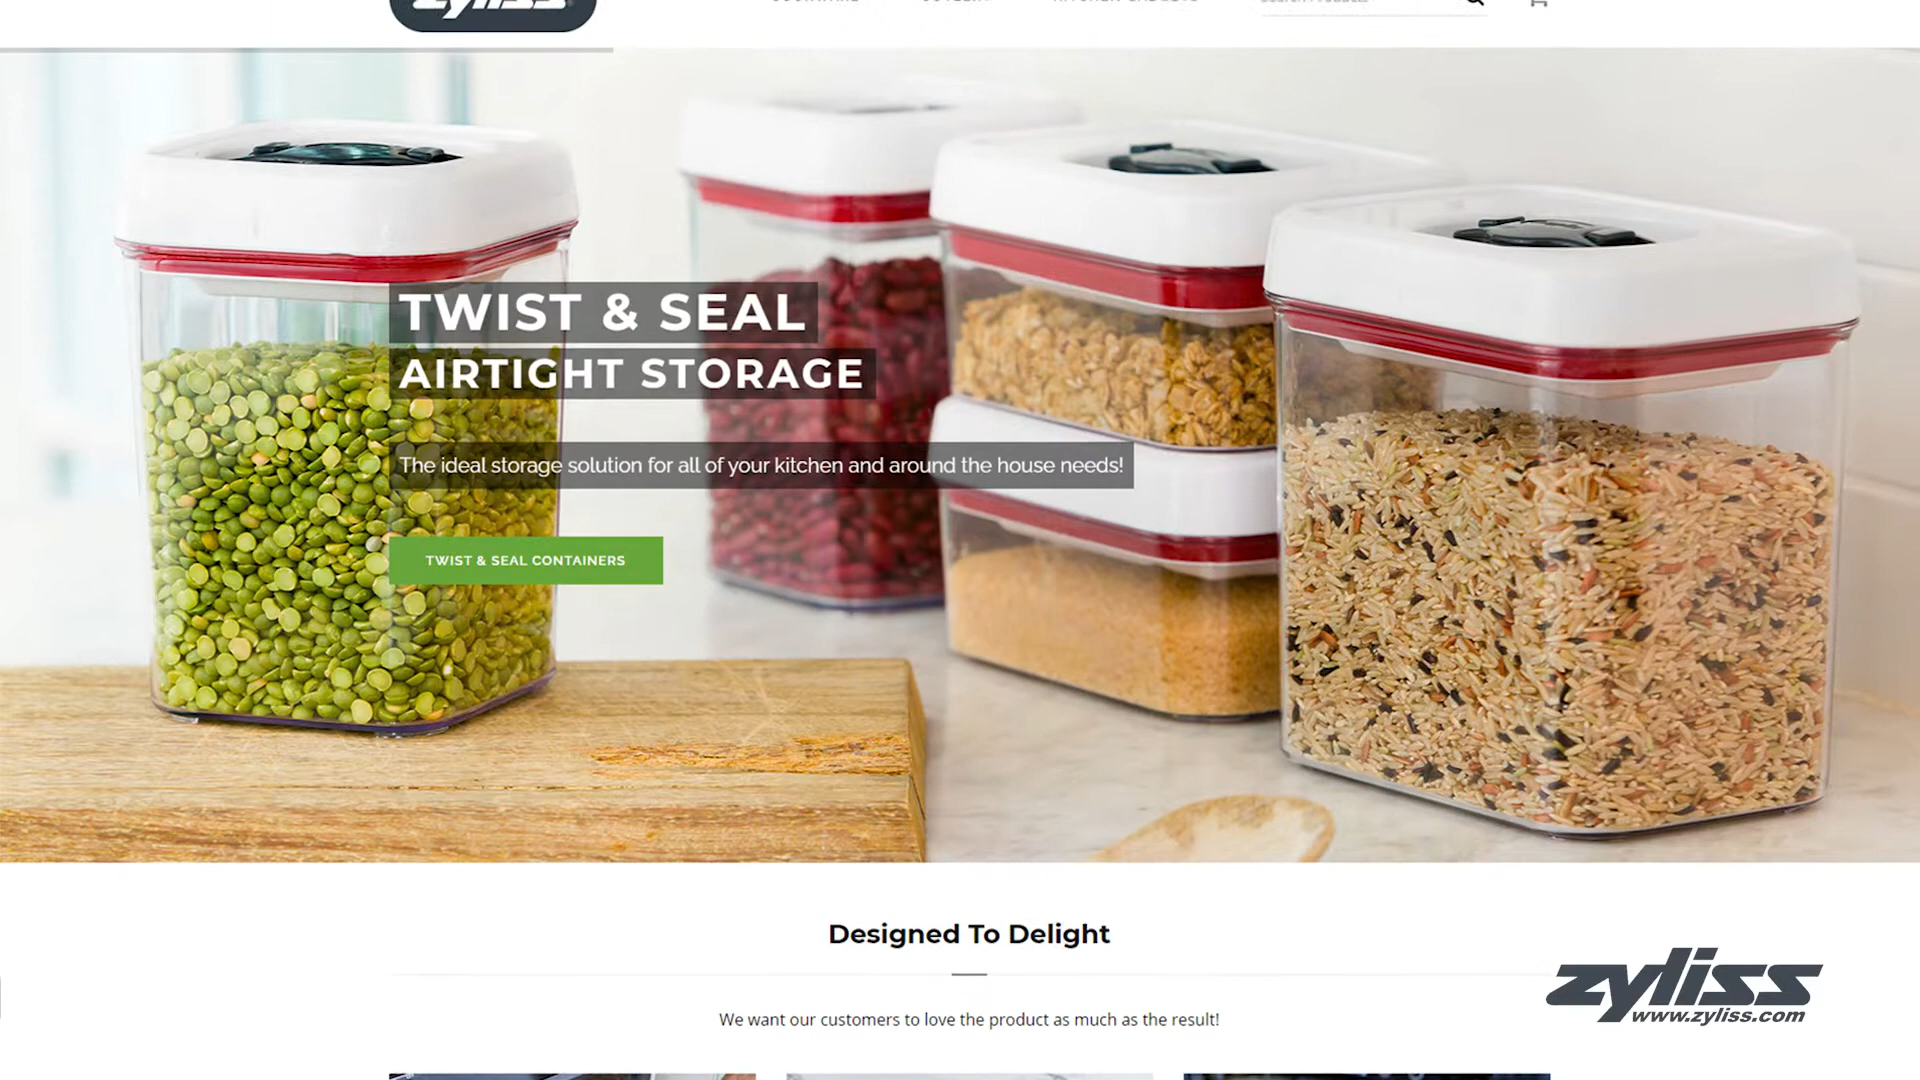 zyliss
TWIST & SEAL
AIRTIGHT STORAGE
The ideal storage solution for all of your kitchen and around the house needs!
TWIST & SEAL CONTAINERS
Designed To Delight
We want our customers to love the product as much as the result!
zyliss
www.zyliss.com